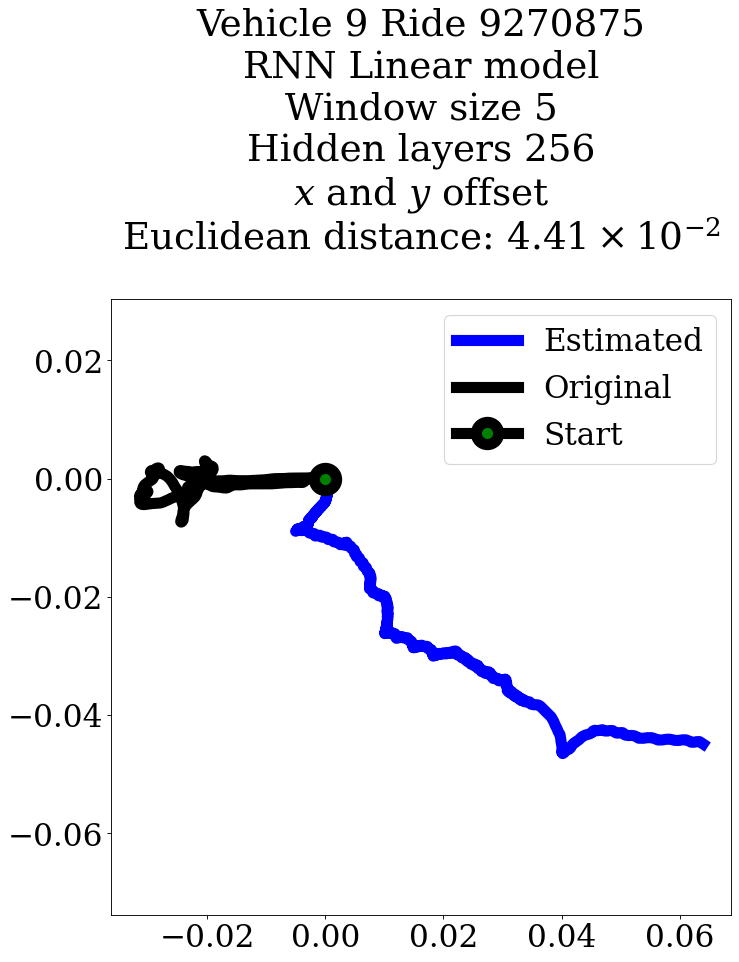 Vehicle 9 Ride 9270875
RNN Linear model
Window size 5
Hidden layers 256
x and y offset
Euclidean distance: 4.41 × 10⁻²
Estimated
Original
Start
0.02
0.00
−0.02
−0.04
−0.06
−0.02 0.00 0.02 0.04 0.06